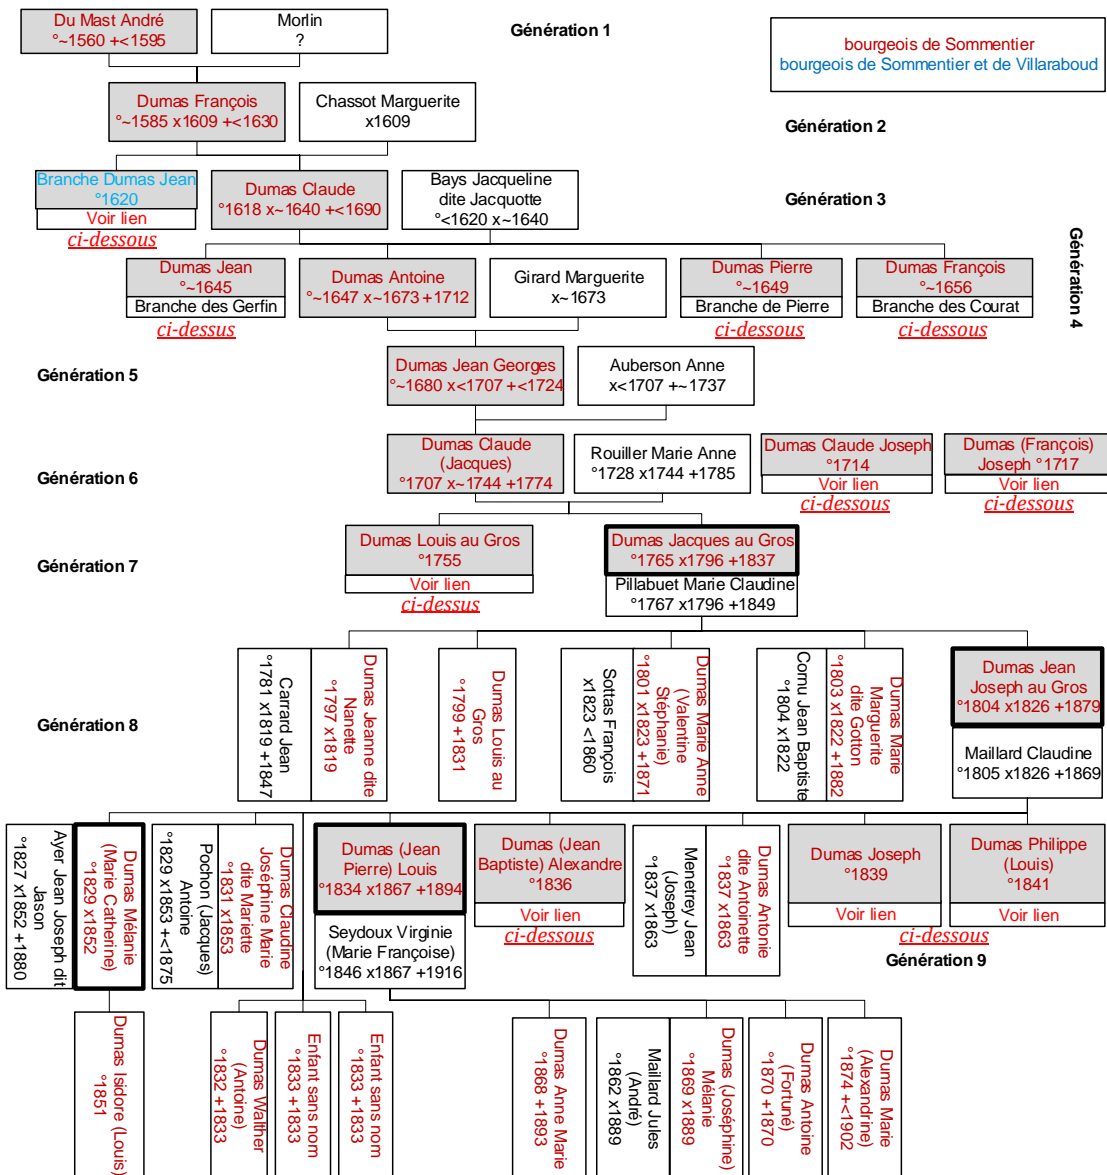 Du Mast André
°~1560 +<1595
Morlin
?
Génération 1
bourgeois de Sommentier
bourgeois de Sommentier et de Villaraboud
Dumas François
°~1585 x1609 +<1630
Chassot Marguerite
x1609
Génération 2
Branche Dumas Jean
°1620
Voir lien
ci-dessous
Dumas Claude
°1618 x~1640 +<1690
Bays Jacqueline
dite Jacquotte
°<1620 x~1640
Génération 3
Génération 4
Dumas Jean
°~1645
Branche des Gerfin
ci-dessus
Dumas Antoine
°~1647 x~1673 +1712
Girard Marguerite
x~1673
Dumas Pierre
°~1649
Branche de Pierre
ci-dessous
Dumas François
°~1656
Branche des Courat
ci-dessous
Génération 5
Dumas Jean Georges
°~1680 x<1707 +<1724
Auberson Anne
x<1707 +~1737
Génération 6
Dumas Claude
(Jacques)
°1707 x~1744 +1774
Rouiller Marie Anne
°1728 x1744 +1785
Dumas Claude Joseph
°1714
Voir lien
ci-dessous
Dumas (François)
Joseph °1717
Voir lien
ci-dessous
Génération 7
Dumas Louis au Gros
°1755
Voir lien
ci-dessus
Dumas Jacques au Gros
°1765 x1796 +1837
Pillabuet Marie Claudine
°1767 x1796 +1849
Génération 8
Carrard Jean
°1781 x1819 +1847
Dumas Jeanne dite
Nanette
°1797 x1819
Dumas Louis au
Gros
°1799 +1831
Sottas François
x1823 <1860
Dumas Marie Anne
(Valentine
Stéphanie)
°1801 x1823 +1871
Cornu Jean Baptiste
°1804 x1822
Dumas Marie
Marguerite
dite Gotton
°1803 x1822 +1882
Dumas Jean
Joseph au Gros
°1804 x1826 +1879
Maillard Claudine
°1805 x1826 +1869
Ayer Jean Joseph dit
Jason
°1827 x1852 +1880
Dumas Mélanie
(Marie Catherine)
°1829 x1852
Pochon (Jacques)
Antoine
°1829 x1853 +<1875
Dumas Claudine
Joséphine Marie
dite Mariette
°1831 x1853
Dumas (Jean
Pierre) Louis
°1834 x1867 +1894
Seydoux Virginie
(Marie Françoise)
°1846 x1867 +1916
Dumas (Jean
Baptiste) Alexandre
°1836
Voir lien
ci-dessous
Menetrey Jean
(Joseph)
°1837 x1863
Dumas Antonie
dite Antoinette
°1837 x1863
Dumas Joseph
°1839
Voir lien
Dumas Philippe
(Louis)
°1841
Voir lien
ci-dessous
Génération 9
Dumas Isidore (Louis)
°1851
Dumas Walther
(Antoine)
°1832 +1833
Enfant sans nom
°1833 +1833
Enfant sans nom
°1833 +1833
Dumas Anne Marie
°1868 +1893
Maillard Jules
(André)
°1862 x1889
Dumas (Joséphine)
Mélanie
°1869 x1889
Dumas Antoine
(Fortuné)
°1870 +1870
Dumas Marie
(Alexandrine)
°1874 +<1902